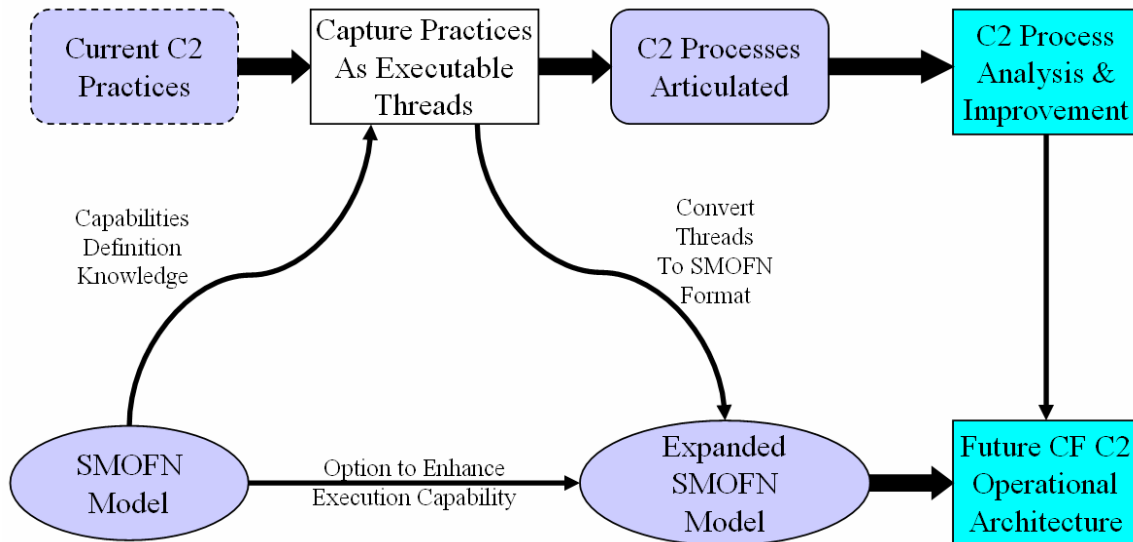 Current C2
Practices
Capture Practices
As Executable
Threads
C2 Processes
Articulated
C2 Process
Analysis &
Improvement
Capabilities
Definition
Knowledge
Convert
Threads
To SMOFN
Format
SMOFN
Model
Option to Enhance
Execution Capability
Expanded
SMOFN
Model
Future CF C2
Operational
Architecture